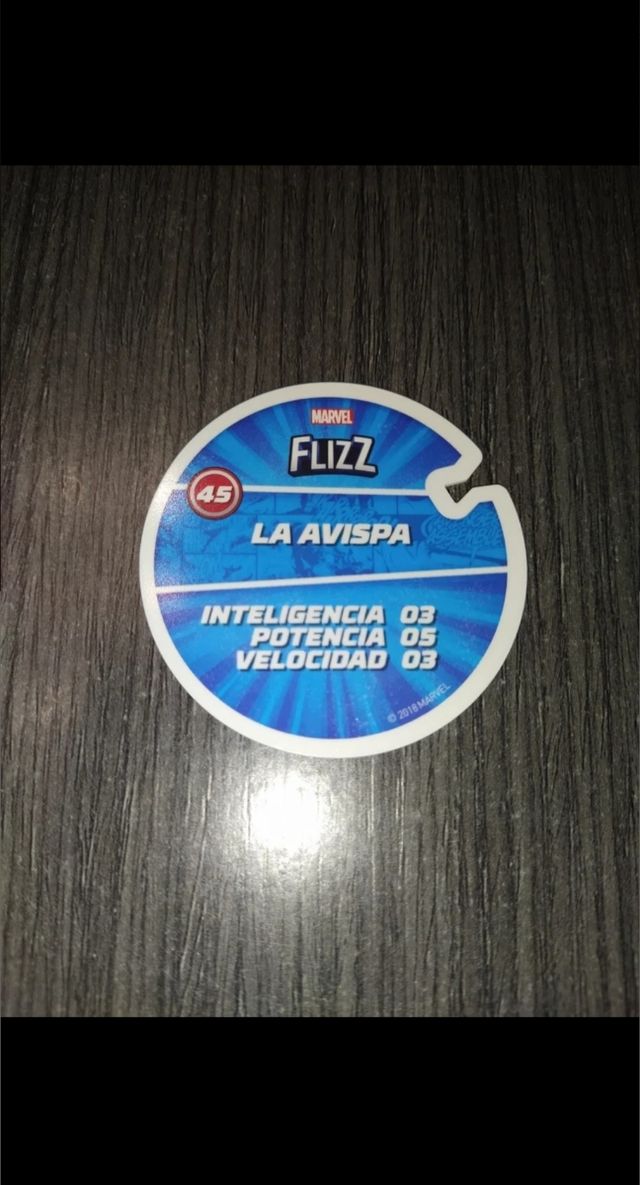 MARVEL
FLIZZ
45
LA AVISPA
INTELIGENCIA 03
POTENCIA 05
VELOCIDAD 03
© 2018 MARVEL